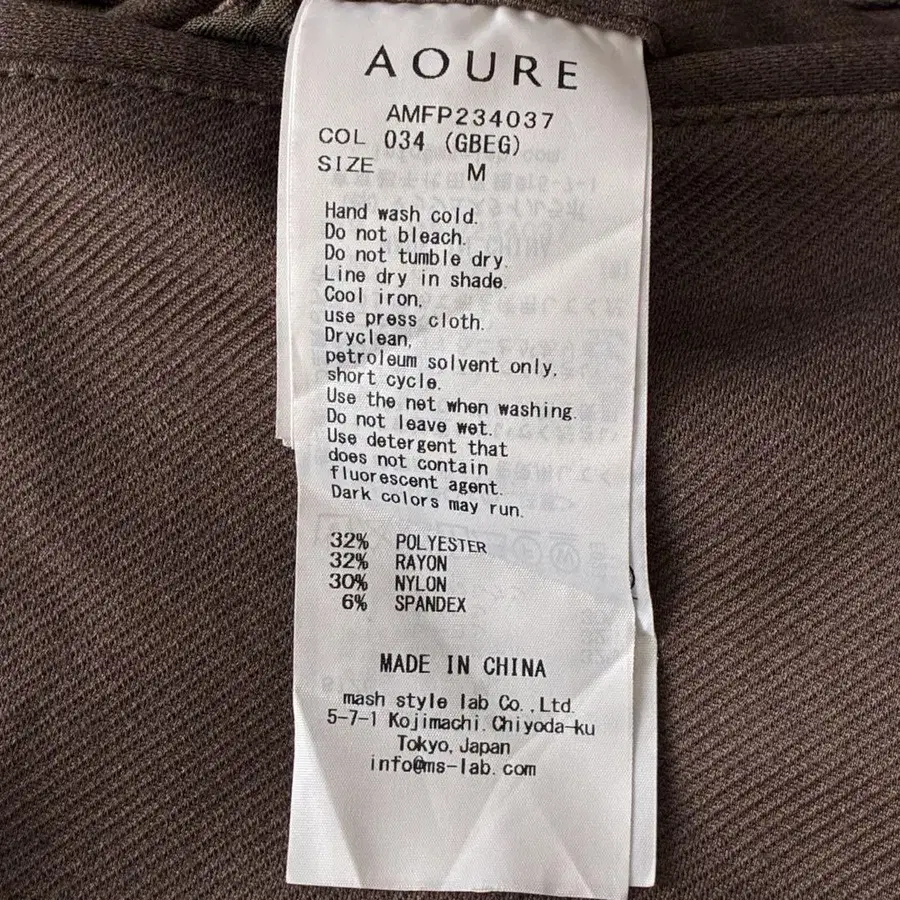 AOURE
AMFP234037
COL 034 (GBEG)
SIZE M
Hand wash cold.
Do not bleach.
Do not tumble dry.
Line dry in shade.
Cool iron,
use press cloth.
Dryclean,
petroleum solvent only,
short cycle.
Use the net when washing.
Do not leave wet.
Use detergent that
does not contain
fluorescent agent.
Dark colors may run.
32% POLYESTER
32% RAYON
30% NYLON
6% SPANDEX
MADE IN CHINA
mash style lab Co.,Ltd.
5-7-1 Kojimachi.Chiyoda-ku
Tokyo,Japan
info@ms-lab.com